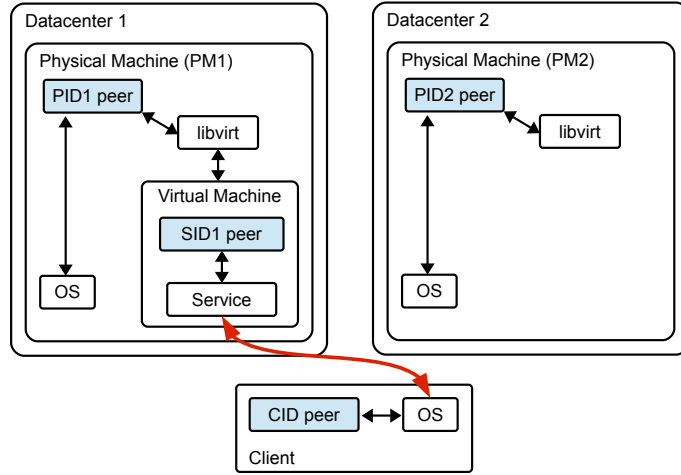 Datacenter 1
Physical Machine (PM1)
PID1 peer
libvirt
Virtual Machine
SID1 peer
OS
Service
Datacenter 2
Physical Machine (PM2)
PID2 peer
libvirt
OS
CID peer
OS
Client